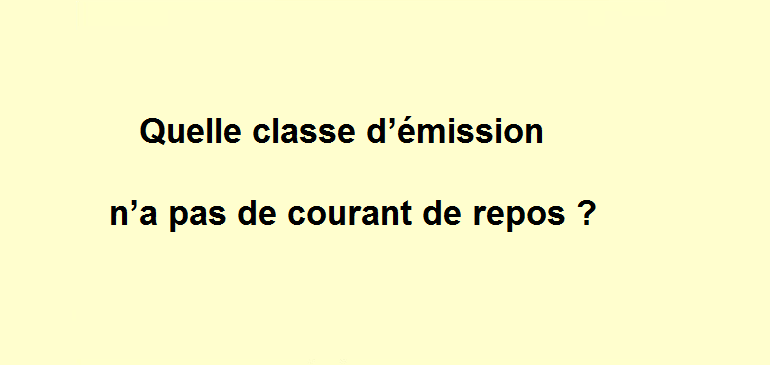 Quelle classe d’émission
n’a pas de courant de repos ?